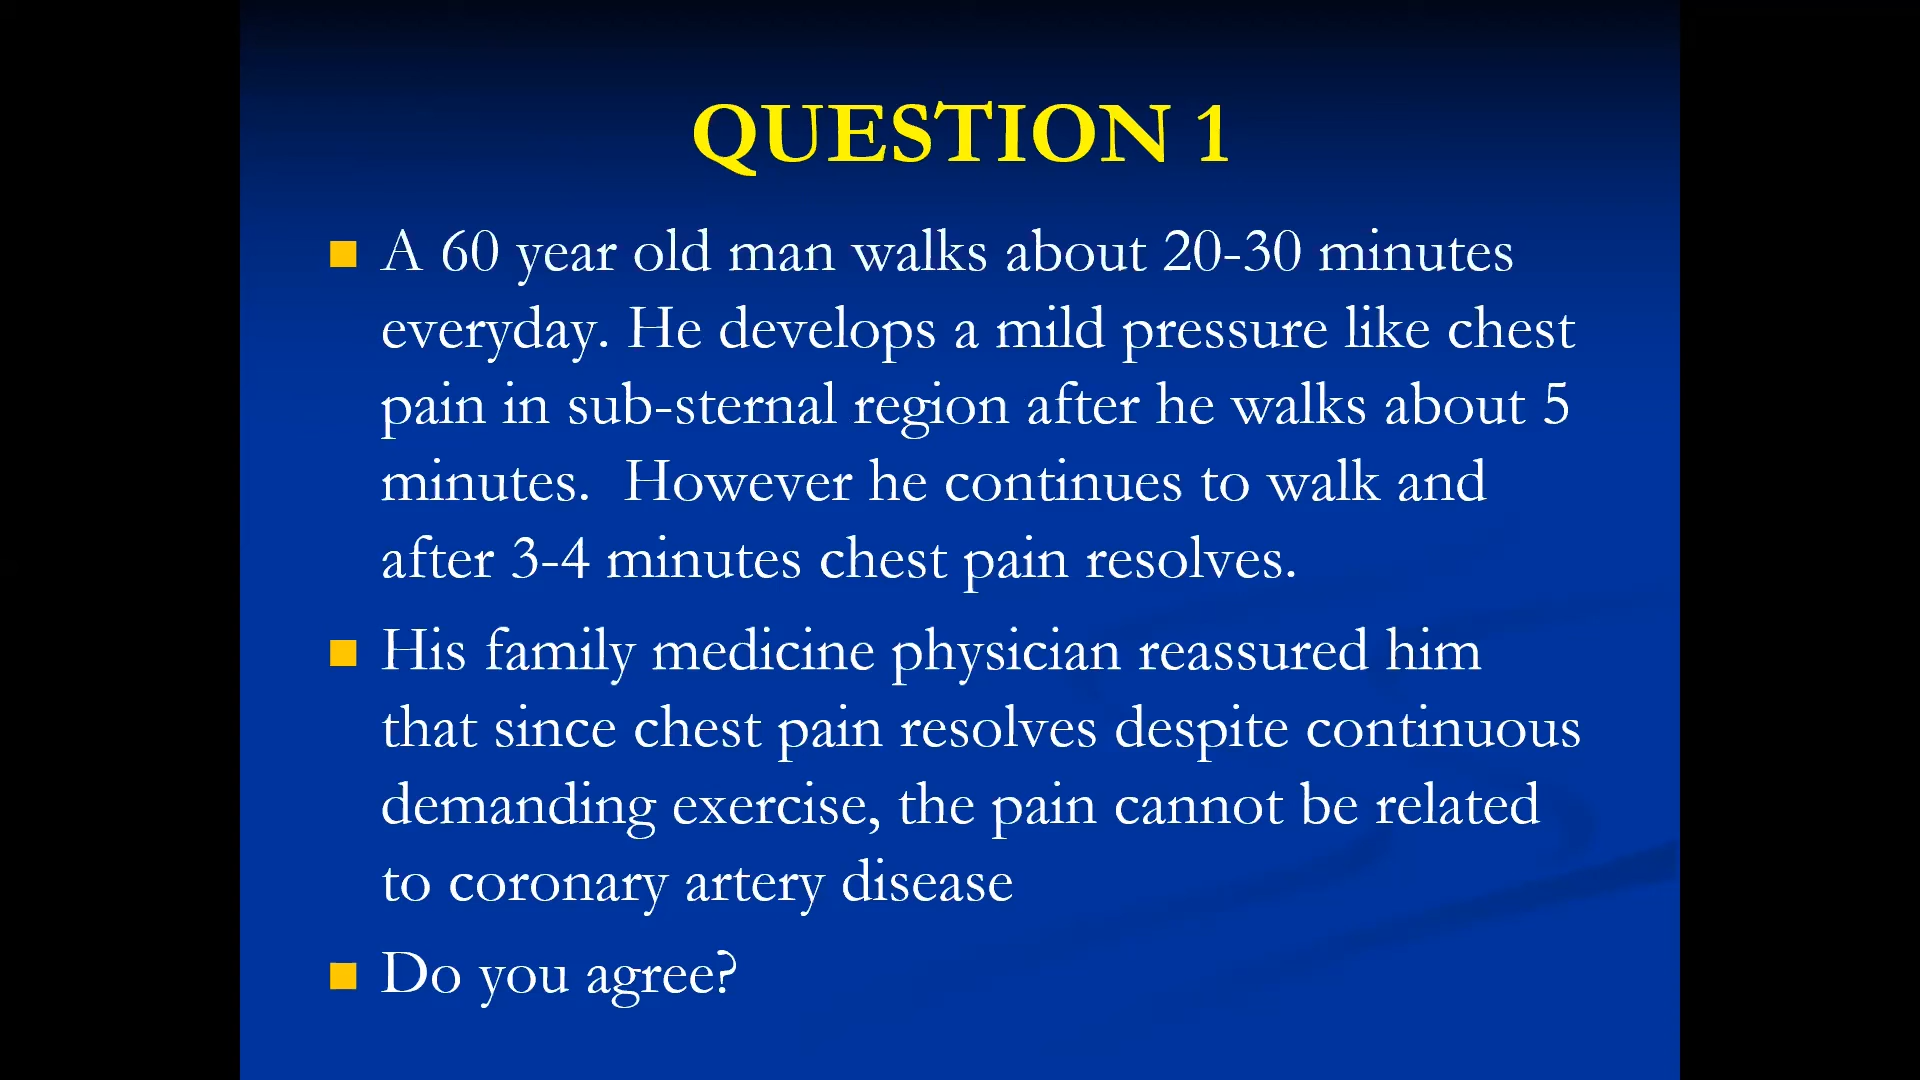 QUESTION 1
A 60 year old man walks about 20-30 minutes
everyday. He develops a mild pressure like chest
pain in sub-sternal region after he walks about 5
minutes.  However he continues to walk and
after 3-4 minutes chest pain resolves.
His family medicine physician reassured him
that since chest pain resolves despite continuous
demanding exercise, the pain cannot be related
to coronary artery disease
Do you agree?